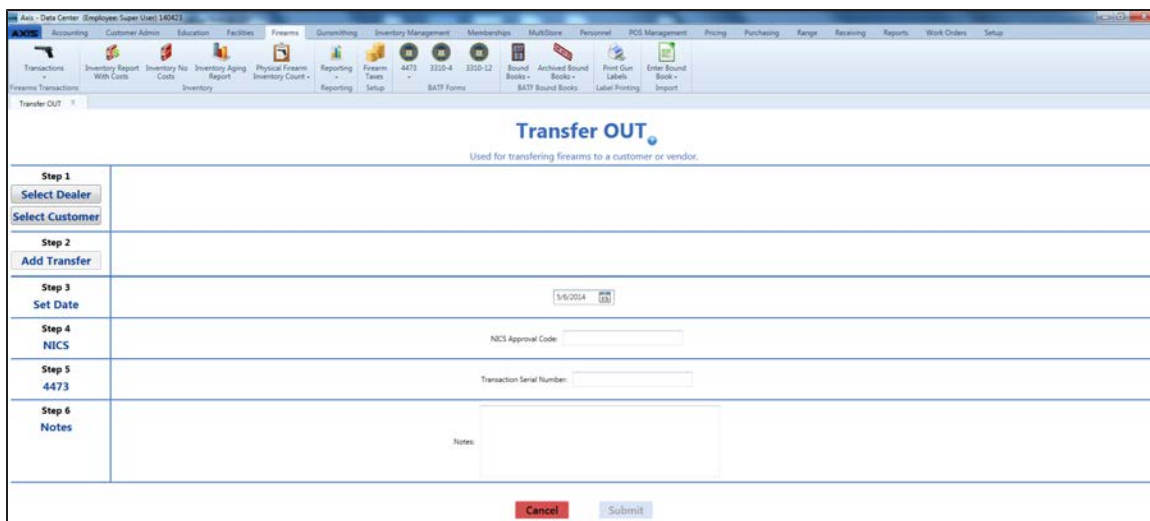 Axis - Data Center (Employee: Super User) 140423
AXIS Accounting Customer Admin Education Facilities Firearms Gunsmithing Inventory Management Memberships MultiStore Personnel POS Management Pricing Purchasing Range Receiving Reports Work Orders Setup
Transactions Inventory Report With Costs Inventory No Costs Inventory Aging Report Physical Firearm Inventory Count Reporting Firearm Taxes 4473 3310-4 3310-12 Bound Books Archived Bound Books Print Gun Labels Enter Bound Book
Firearms Transactions Inventory Reporting Setup BATF Forms BATF Bound Books Label Printing Import
Transfer OUT
Transfer OUT
Used for transfering firearms to a customer or vendor.
Step 1
Select Dealer
Select Customer
Step 2
Add Transfer
Step 3
Set Date
5/6/2014 15
Step 4
NICS
NICS Approval Code:
Step 5
4473
Transaction Serial Number:
Step 6
Notes
Notes:
Cancel Submit